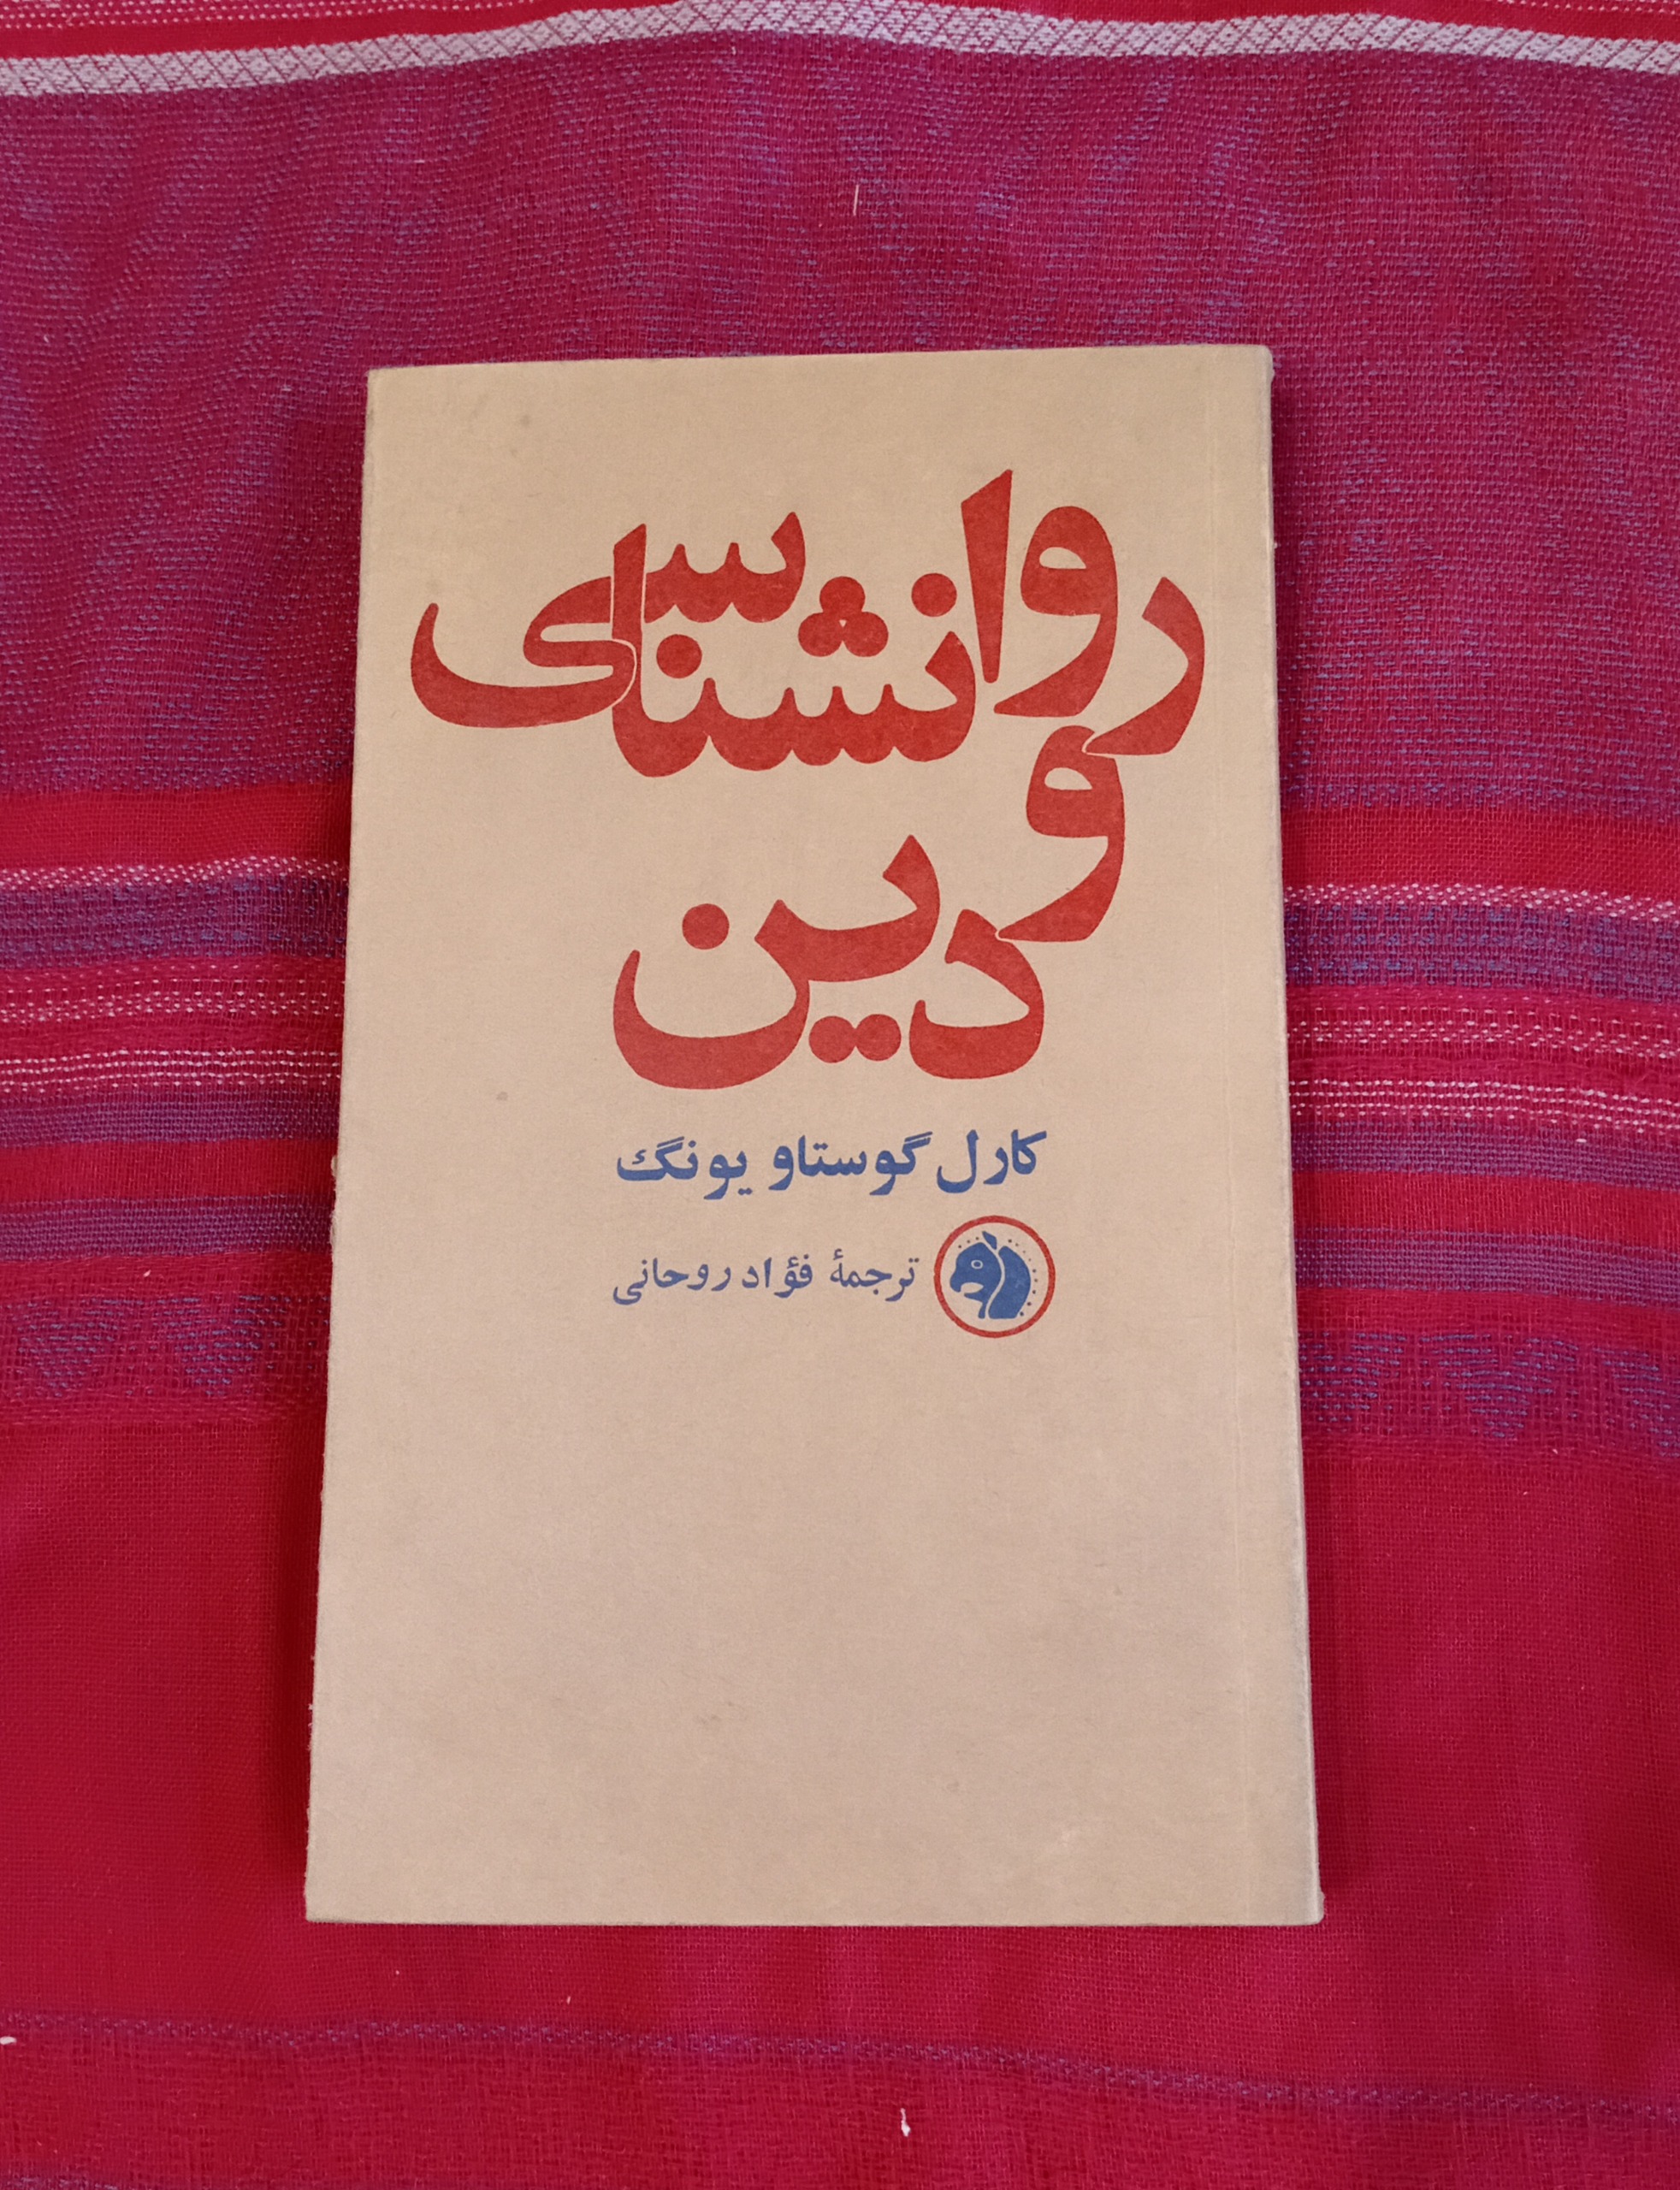 روانشناسی
و
دین
کارل گوستاو یونگ
ترجمهٔ فؤاد روحانی